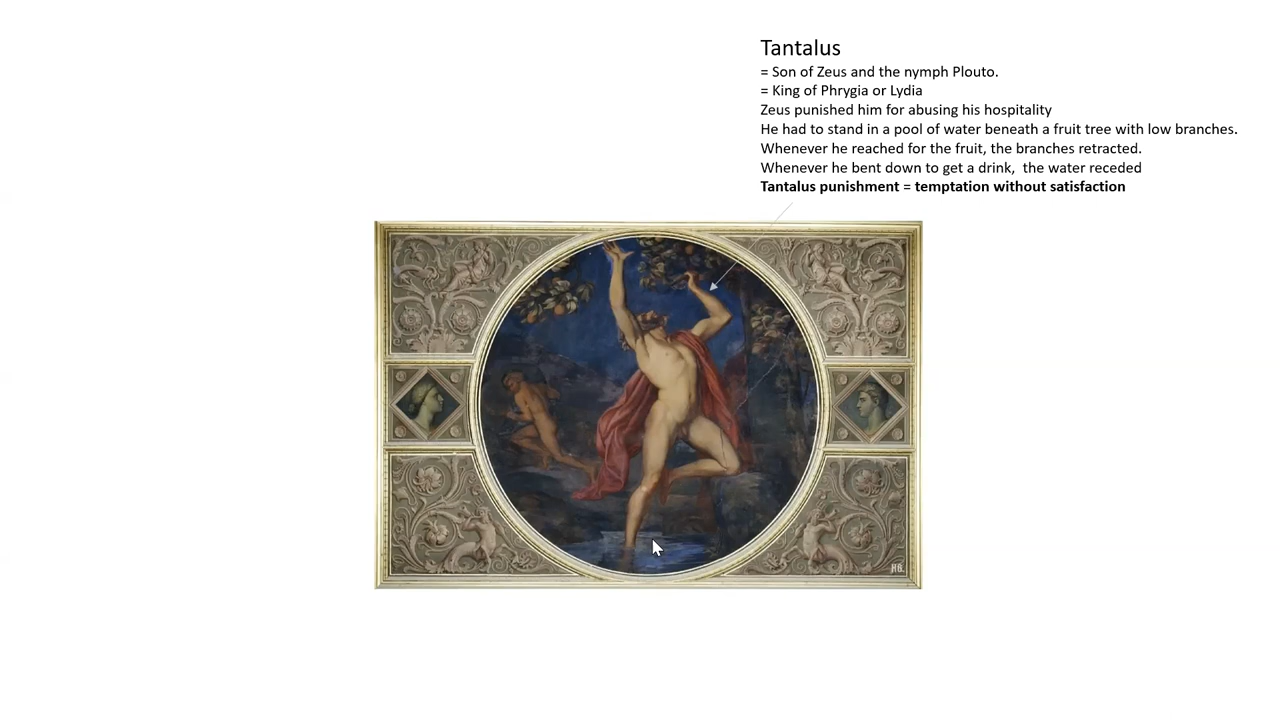 Tantalus
= Son of Zeus and the nymph Plouto.
= King of Phrygia or Lydia
Zeus punished him for abusing his hospitality
He had to stand in a pool of water beneath a fruit tree with low branches.
Whenever he reached for the fruit, the branches retracted.
Whenever he bent down to get a drink,  the water receded
Tantalus punishment = temptation without satisfaction
HB.